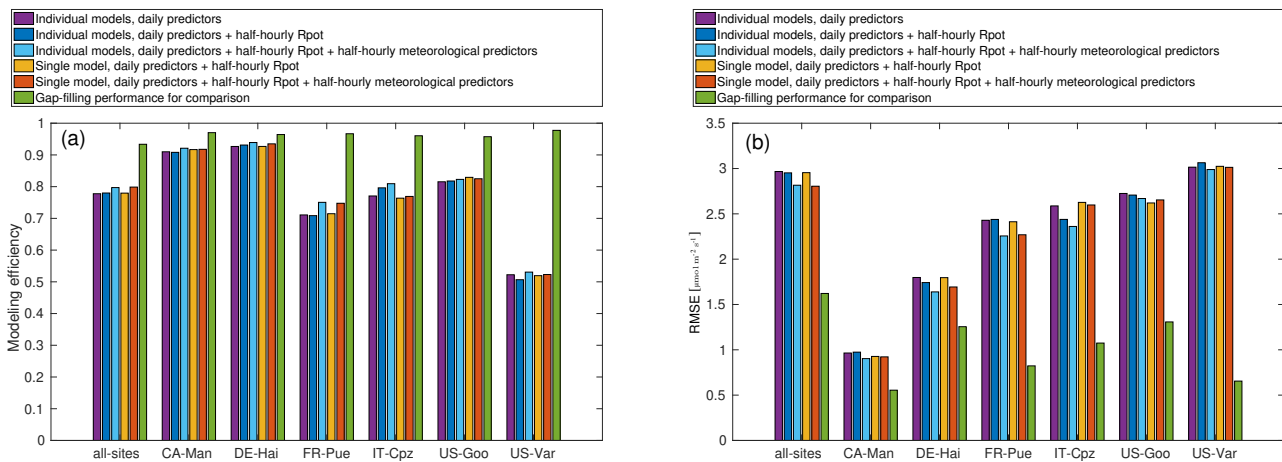 Individual models, daily predictors
Individual models, daily predictors + half-hourly Rpot
Individual models, daily predictors + half-hourly Rpot + half-hourly meteorological predictors
Single model, daily predictors + half-hourly Rpot
Single model, daily predictors + half-hourly Rpot + half-hourly meteorological predictors
Gap-filling performance for comparison
(a)
Modeling efficiency
1
0.9
0.8
0.7
0.6
0.5
0.4
0.3
0.2
0.1
0
all-sites CA-Man DE-Hai FR-Pue IT-Cpz US-Goo US-Var
Individual models, daily predictors
Individual models, daily predictors + half-hourly Rpot
Individual models, daily predictors + half-hourly Rpot + half-hourly meteorological predictors
Single model, daily predictors + half-hourly Rpot
Single model, daily predictors + half-hourly Rpot + half-hourly meteorological predictors
Gap-filling performance for comparison
(b)
RMSE [μmol m⁻² s⁻¹]
3.5
3
2.5
2
1.5
1
0.5
0
all-sites CA-Man DE-Hai FR-Pue IT-Cpz US-Goo US-Var